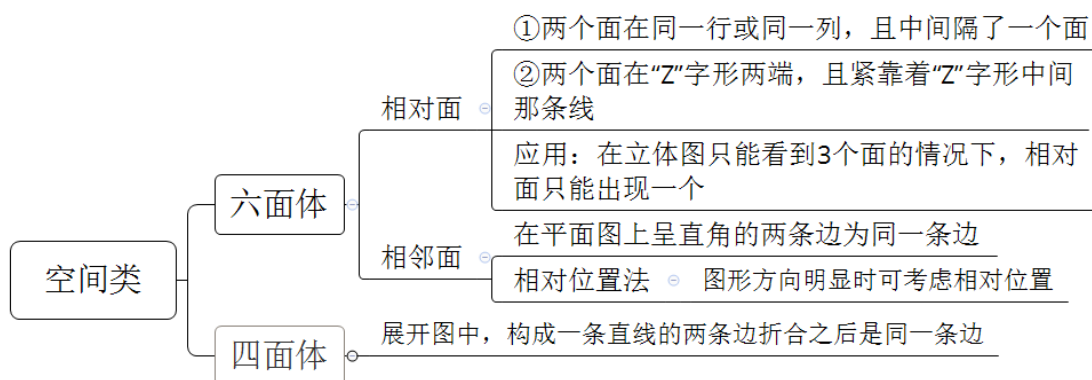 ①两个面在同一行或同一列，且中间隔了一个面
②两个面在“Z”字形两端，且紧靠着“Z”字形中间
那条线
相对面
应用：在立体图只能看到3个面的情况下，相对
面只能出现一个
六面体
在平面图上呈直角的两条边为同一条边
相邻面
相对位置法
图形方向明显时可考虑相对位置
空间类
展开图中，构成一条直线的两条边折合之后是同一条边
四面体